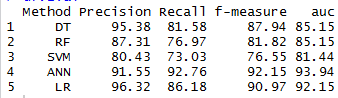 Method Precision Recall f-measure auc
1 DT 95.38 81.58 87.94 85.15
2 RF 87.31 76.97 81.82 85.15
3 SVM 80.43 73.03 76.55 81.44
4 ANN 91.55 92.76 92.15 93.94
5 LR 96.32 86.18 90.97 92.15